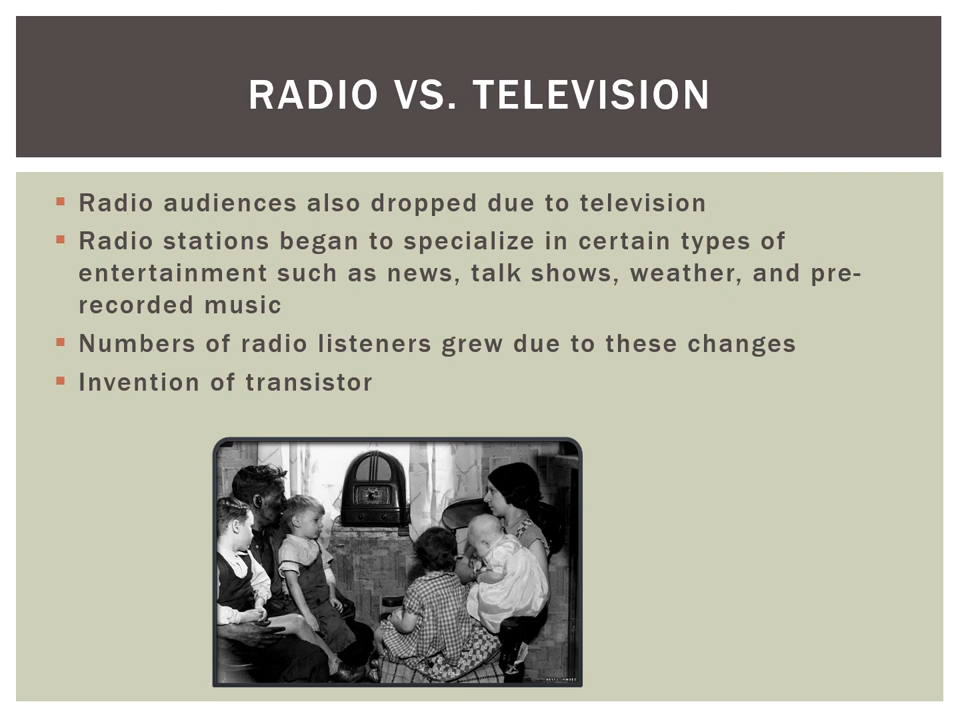 RADIO VS. TELEVISION
Radio audiences also dropped due to television
Radio stations began to specialize in certain types of
entertainment such as news, talk shows, weather, and pre-
recorded music
Numbers of radio listeners grew due to these changes
Invention of transistor